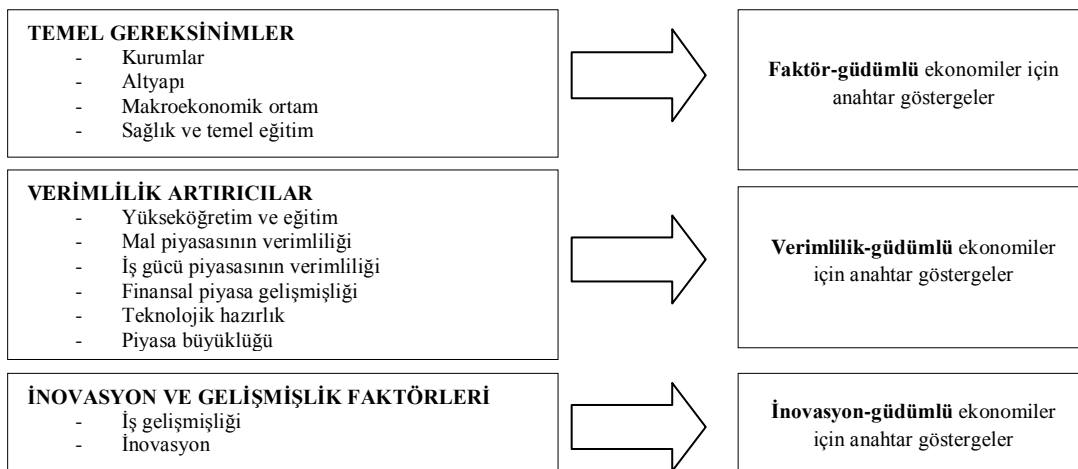 TEMEL GEREKSİNİMLER
- Kurumlar
- Altyapı
- Makroekonomik ortam
- Sağlık ve temel eğitim
Faktör-güdümlü ekonomiler için
anahtar göstergeler
VERİMLİLİK ARTIRICILAR
- Yükseköğretim ve eğitim
- Mal piyasasının verimliliği
- İş gücü piyasasının verimliliği
- Finansal piyasa gelişmişliği
- Teknolojik hazırlık
- Piyasa büyüklüğü
Verimlilik-güdümlü ekonomiler
için anahtar göstergeler
İNOVASYON VE GELİŞMİŞLİK FAKTÖRLERİ
- İş gelişmişliği
- İnovasyon
İnovasyon-güdümlü ekonomiler
için anahtar göstergeler